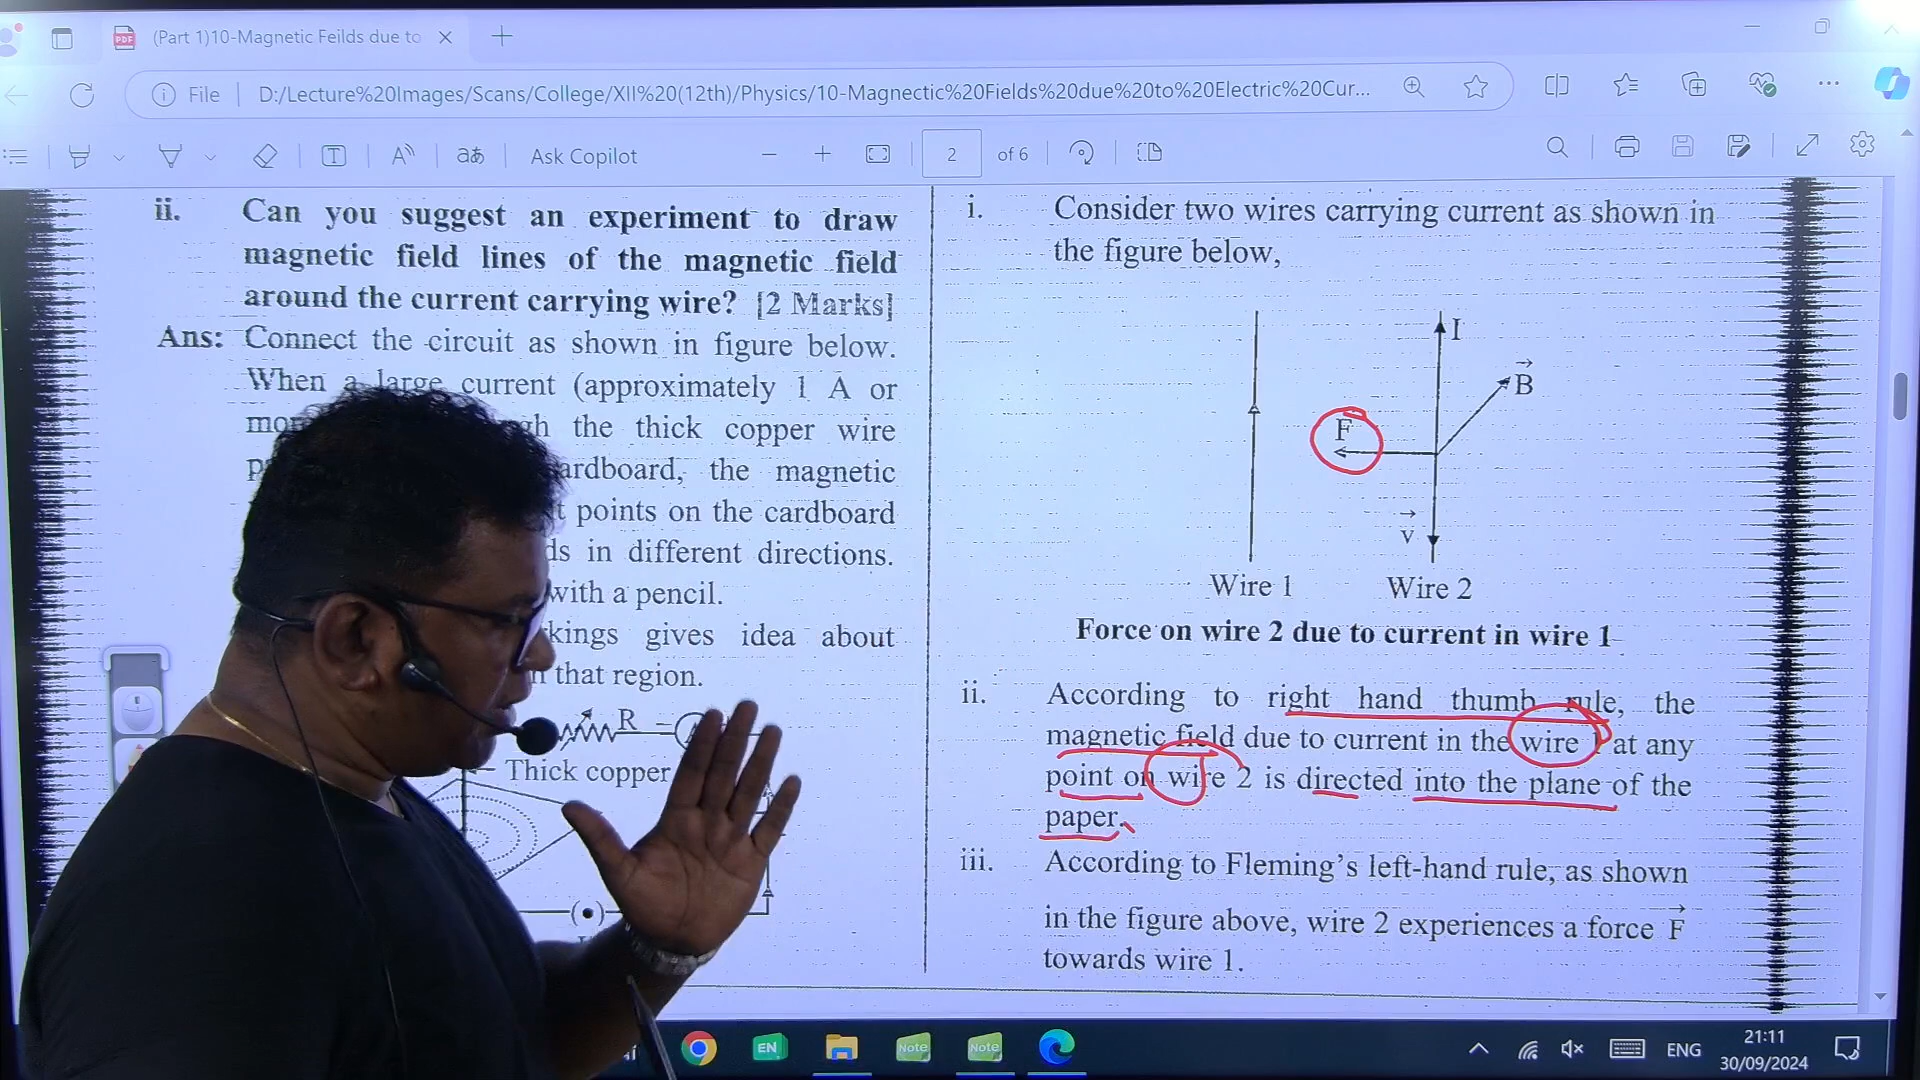 (Part 1)10-Magnetic Feilds due to
File
D:/Lecture%20Images/Scans/College/XII%20(12th)/Physics/10-Magnectic%20Fields%20due%20to%20Electric%20Cur...
Ask Copilot
2 of 6
ii. Can you suggest an experiment to draw
magnetic field lines of the magnetic field
around the current carrying wire? [2 Marks]
Ans: Connect the circuit as shown in figure below.
When a large current (approximately 1 A or
the thick copper wire
the magnetic
points on the cardboard
in different directions.
with a pencil.
gives idea about
that region.
R
Thick copper
i. Consider two wires carrying current as shown in
the figure below,
I
B
F
v
Wire 1 Wire 2
Force on wire 2 due to current in wire 1
ii. According to right hand thumb rule, the
magnetic field due to current in the wire 1 at any
point on wire 2 is directed into the plane of the
paper.
iii. According to Fleming's left-hand rule, as shown
in the figure above, wire 2 experiences a force F
towards wire 1.
EN
Note
Note
ENG
21:11
30/09/2024